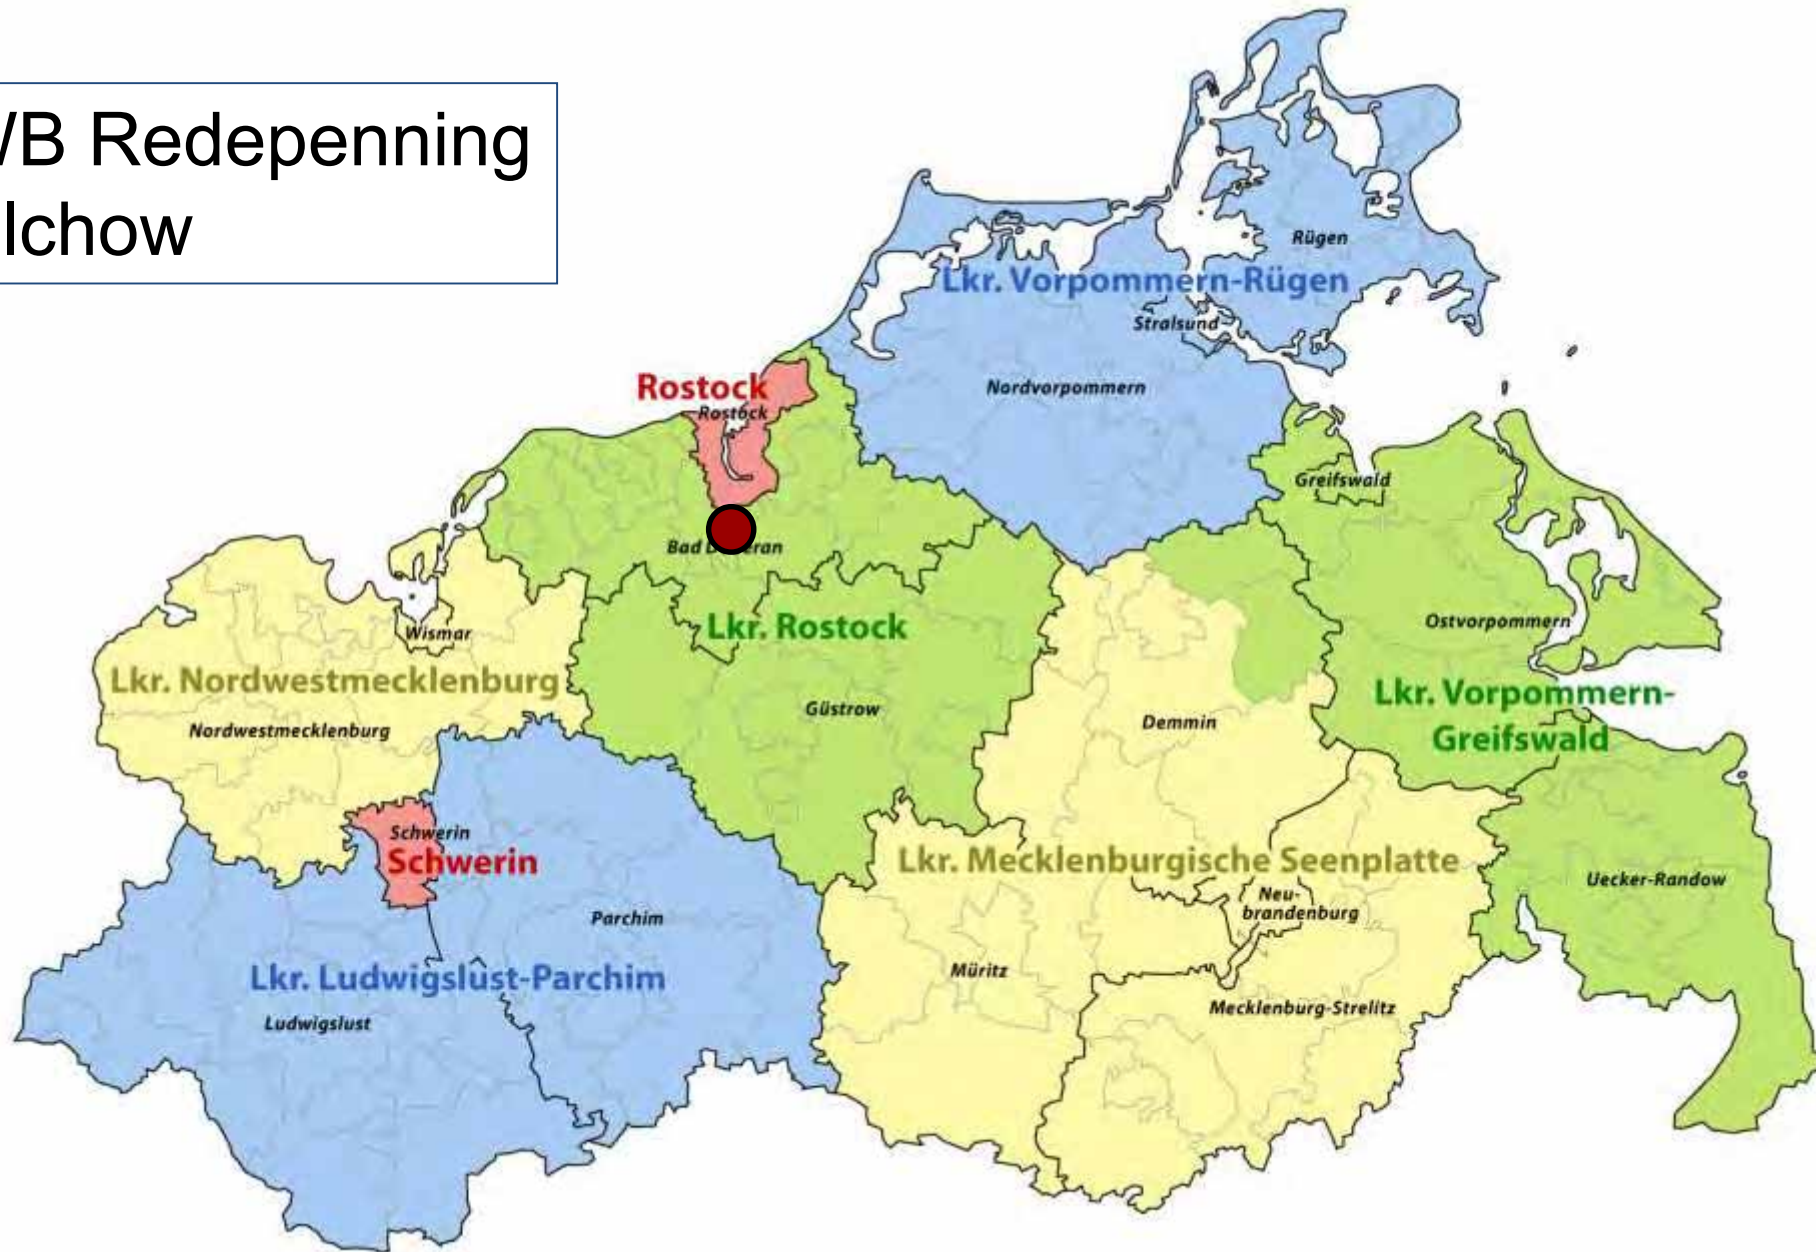 VB Redepenning
lchow
Rügen
Lkr. Vorpommern-Rügen
Stralsund
Nordvorpommern
Rostock
Rostock
Greifswald
Bad
Ostvorpommern
Wismar
Lkr. Rostock
Lkr. Nordwestmecklenburg
Nordwestmecklenburg
Güstrow
Demmin
Lkr. Vorpommern-
Greifswald
Schwerin
Schwerin
Lkr. Mecklenburgische Seenplatte
Uecker-Randow
Neu-
brandenburg
Parchim
Müritz
Lkr. Ludwigslust-Parchim
Ludwigslust
Mecklenburg-Strelitz